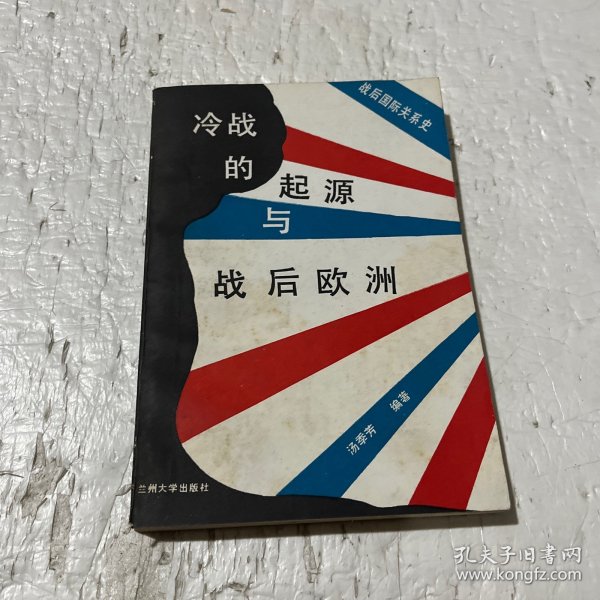 战后国际关系史
冷战
的
起源
与
战后欧洲
汤季芳 编著
兰州大学出版社
孔夫子旧书网
www.kongfz.com